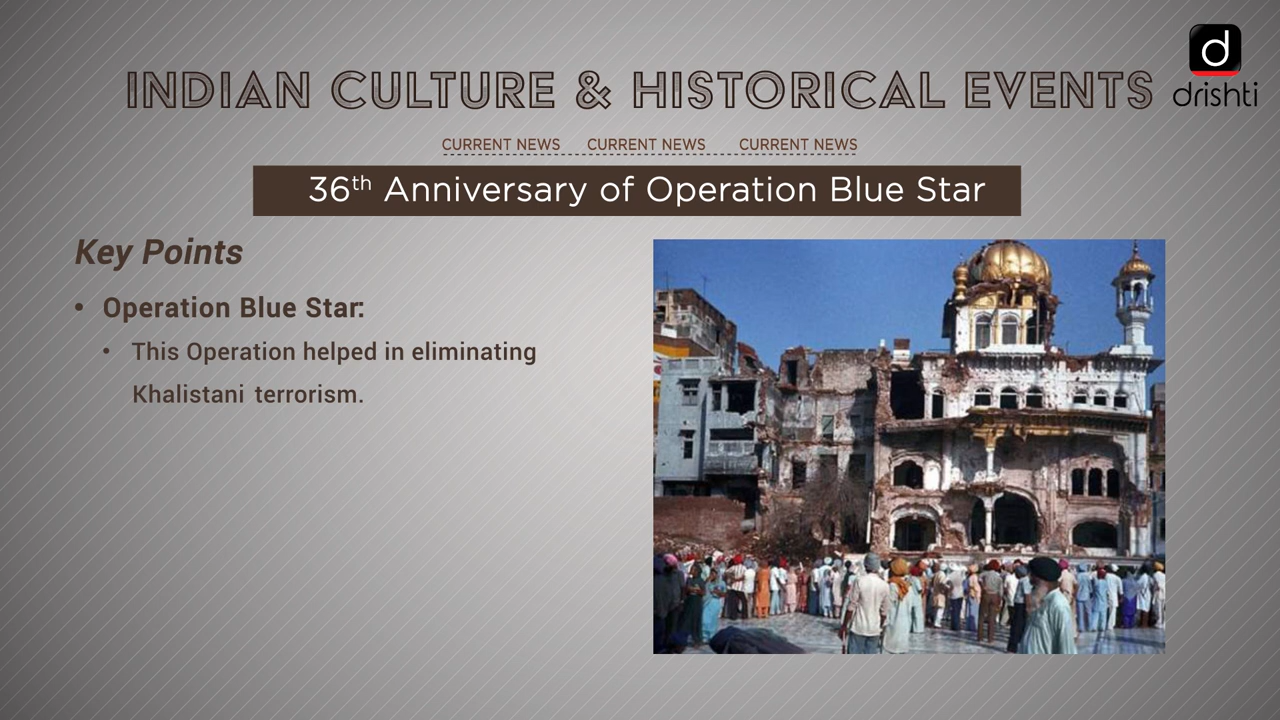 d
drishti
INDIAN CULTURE & HISTORICAL EVENTS
CURRENT NEWS CURRENT NEWS CURRENT NEWS
36th Anniversary of Operation Blue Star
Key Points
• Operation Blue Star:
• This Operation helped in eliminating
Khalistani terrorism.